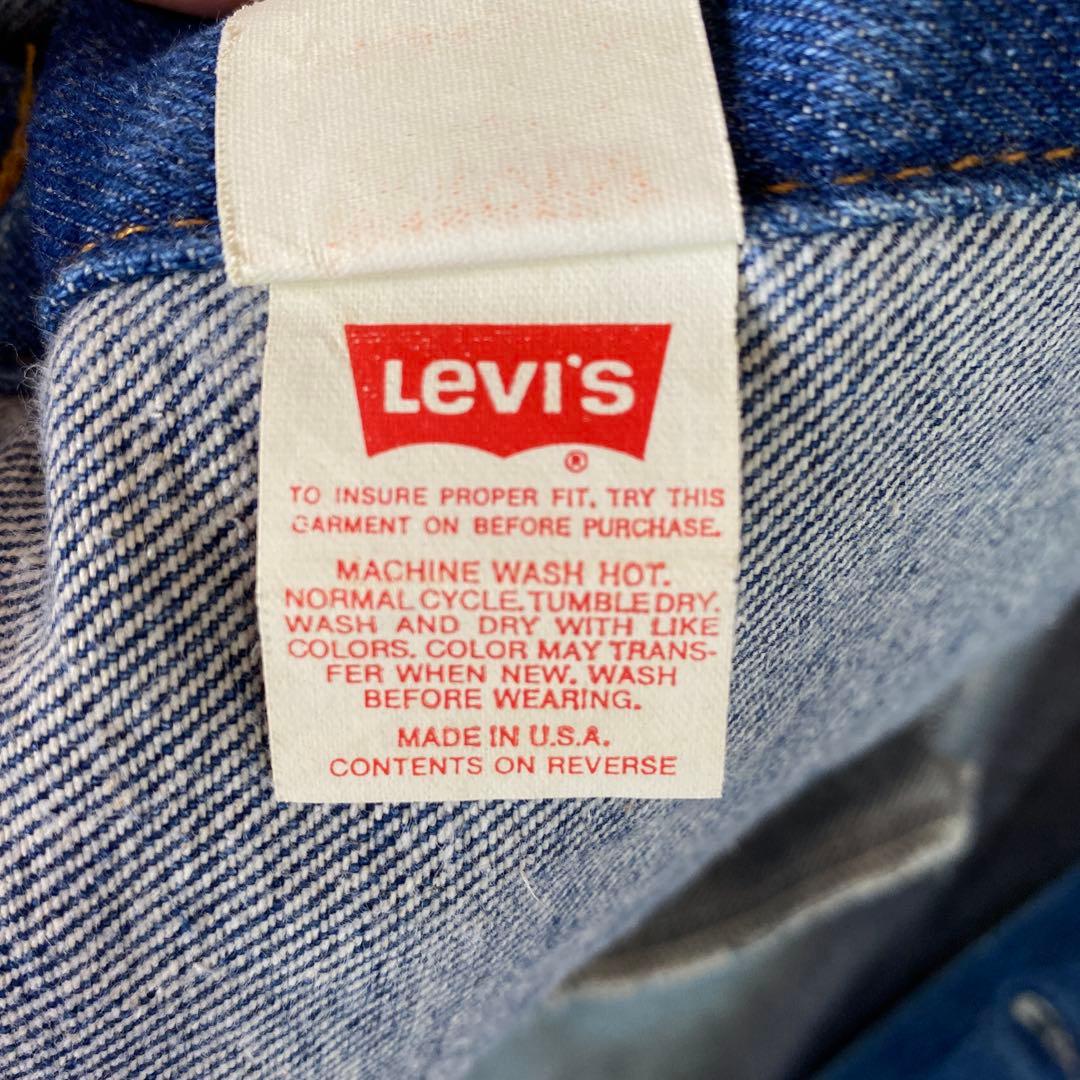 Levi's
®
TO INSURE PROPER FIT, TRY THIS
GARMENT ON BEFORE PURCHASE.
MACHINE WASH HOT.
NORMAL CYCLE. TUMBLE DRY.
WASH AND DRY WITH LIKE
COLORS. COLOR MAY TRANS-
FER WHEN NEW. WASH
BEFORE WEARING.
MADE IN U.S.A.
CONTENTS ON REVERSE